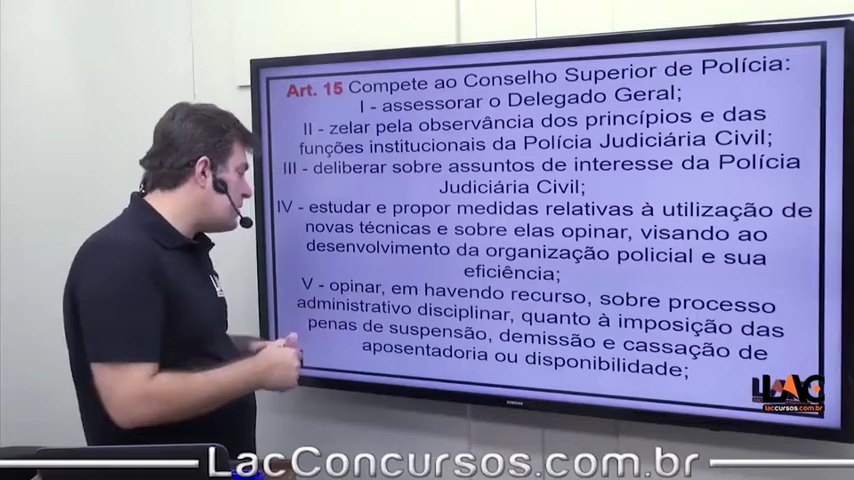 LAC
Art. 15 Compete ao Conselho Superior de Polícia:
I - assessorar o Delegado Geral;
II - zelar pela observância dos princípios e das
funções institucionais da Polícia Judiciária Civil;
III - deliberar sobre assuntos de interesse da Polícia
Judiciária Civil;
IV - estudar e propor medidas relativas à utilização de
novas técnicas e sobre elas opinar, visando ao
desenvolvimento da organização policial e sua
eficiência;
V - opinar, em havendo recurso, sobre processo
administrativo disciplinar, quanto à imposição das
penas de suspensão, demissão e cassação de
aposentadoria ou disponibilidade;
LAC
laccursos.com.br
SAMSUNG
LacConcursos.com.br